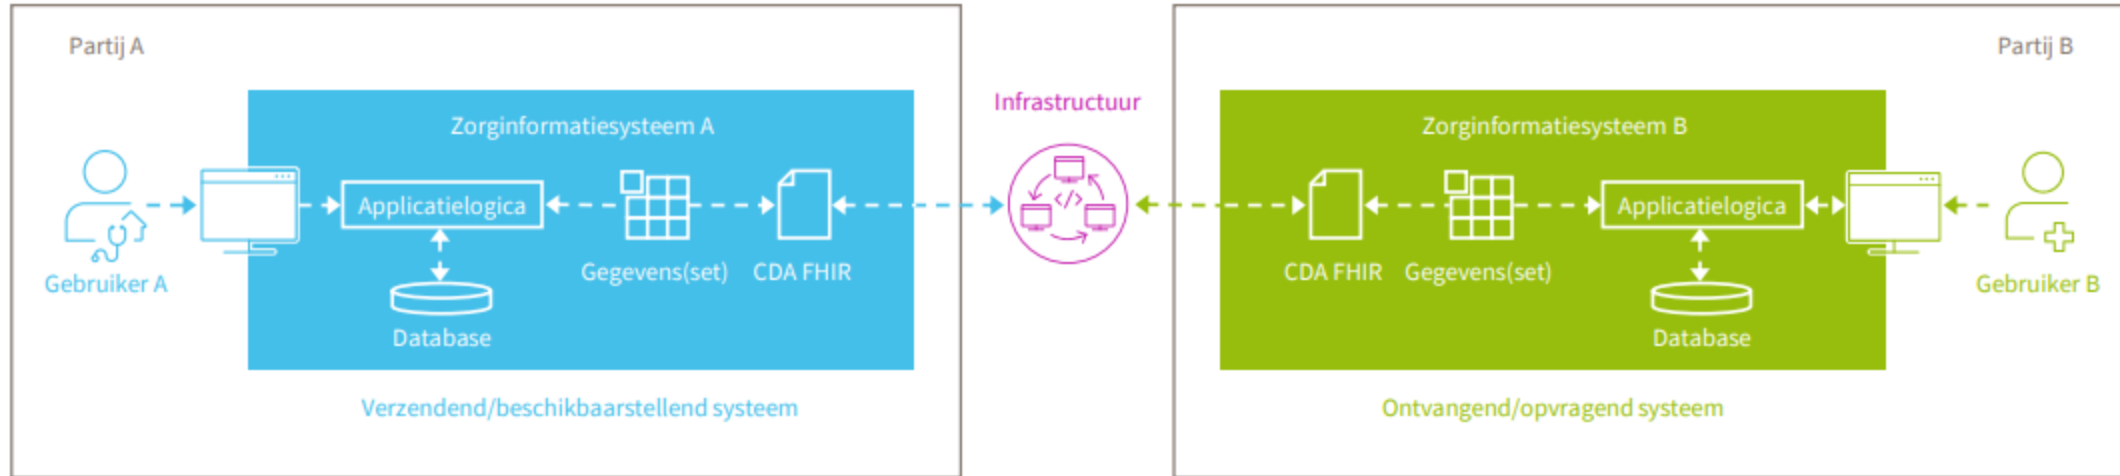 Partij A
Partij B
Infrastructuur
Zorginformatiesysteem A
Applicatielogica
Gegevens(set)
CDA FHIR
Database
Gebruiker A
Verzendend/beschikbaarstellend systeem
Zorginformatiesysteem B
CDA FHIR
Gegevens(set)
Applicatielogica
Database
Gebruiker B
Ontvangend/opvragend systeem